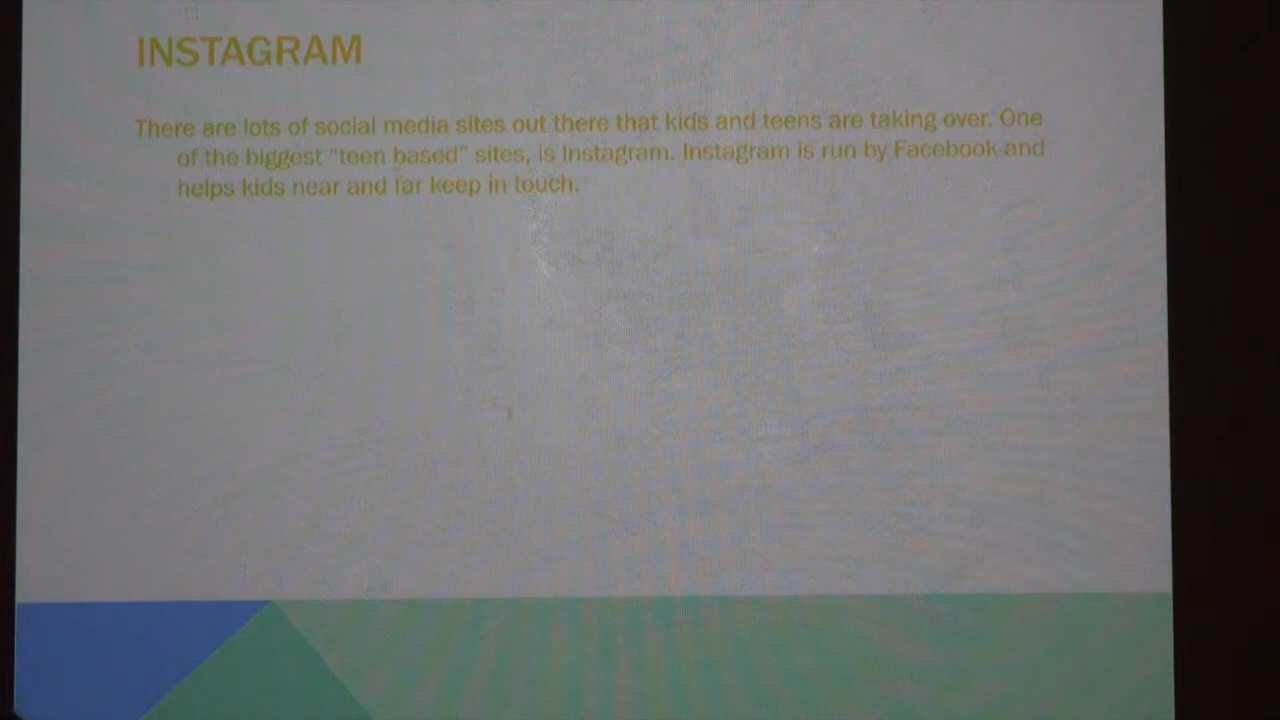 INSTAGRAM
There are lots of social media sites out there that kids and teens are taking over. One
of the biggest “teen based” sites, is Instagram. Instagram is run by Facebook and
helps kids near and far keep in touch.